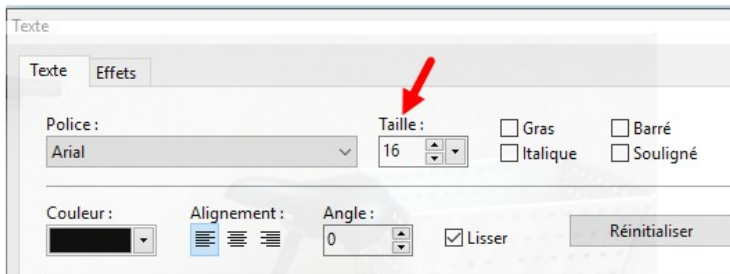 Texte
Texte Effets
Police : Taille : Gras Barré
Arial 16 Italique Souligné
Couleur : Alignement : Angle :
0 Lisser Réinitialiser